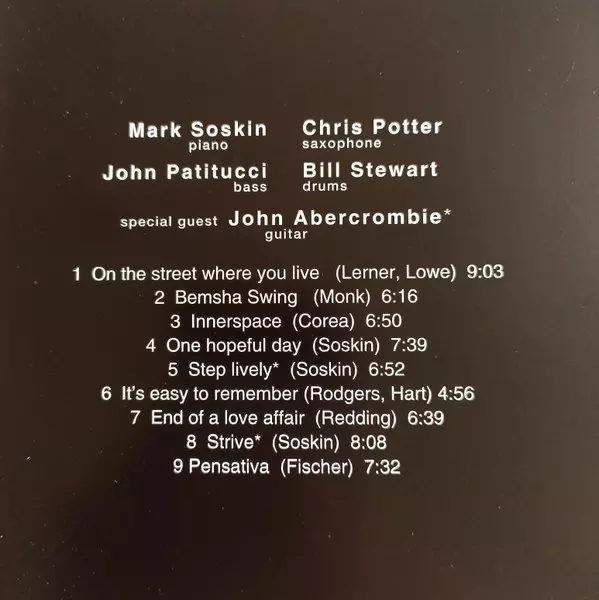 Mark Soskin Chris Potter
piano saxophone
John Patitucci Bill Stewart
bass drums
special guest John Abercrombie*
guitar
1 On the street where you live (Lerner, Lowe) 9:03
2 Bemsha Swing (Monk) 6:16
3 Innerspace (Corea) 6:50
4 One hopeful day (Soskin) 7:39
5 Step lively* (Soskin) 6:52
6 It's easy to remember (Rodgers, Hart) 4:56
7 End of a love affair (Redding) 6:39
8 Strive* (Soskin) 8:08
9 Pensativa (Fischer) 7:32